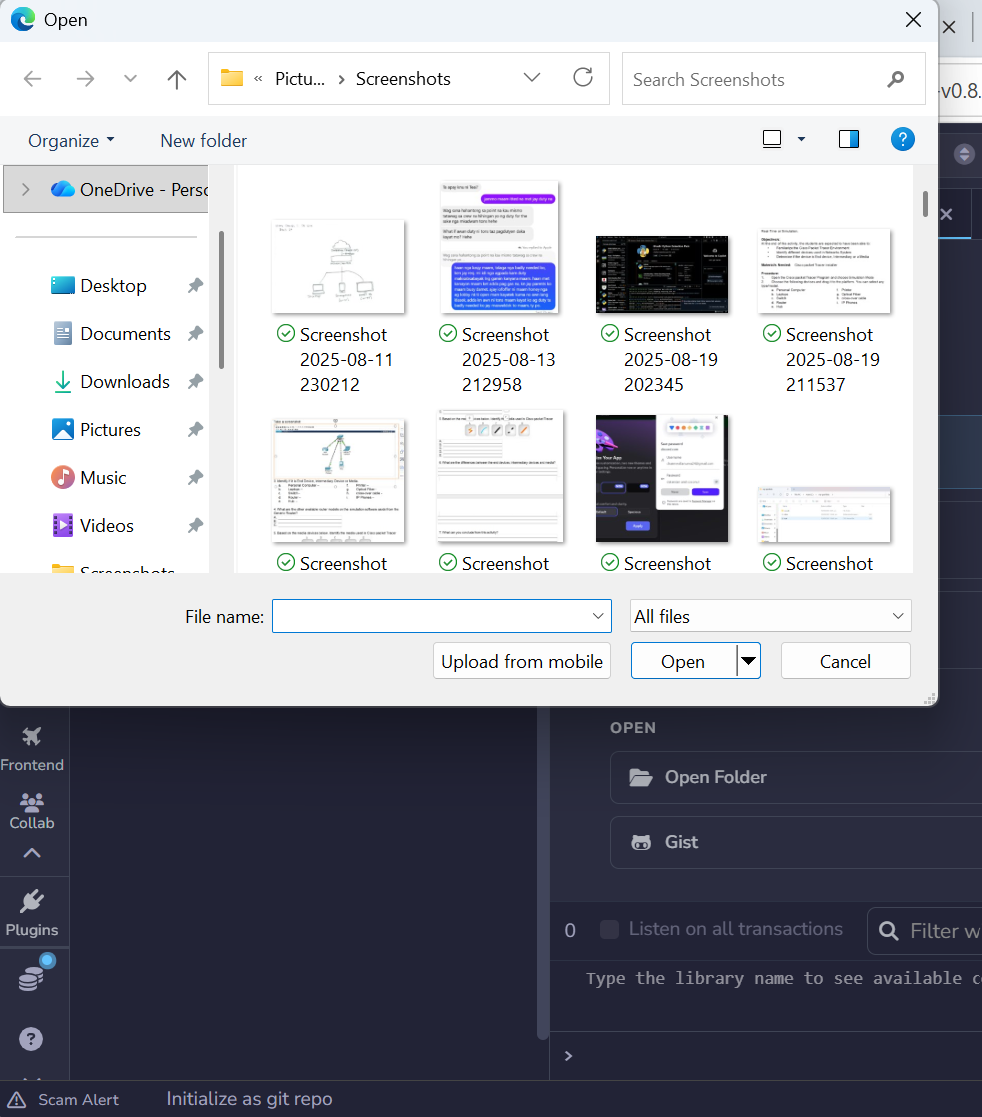 Open
-v0.8.
« Pictu... › Screenshots
Search Screenshots
Organize
New folder
?
OneDrive - Perso
Desktop
Documents
Downloads
Pictures
Music
Videos
Screenshots
Screenshot
2025-08-11
230212
Screenshot
2025-08-13
212958
Screenshot
2025-08-19
202345
Screenshot
2025-08-19
211537
Screenshot
Screenshot
Screenshot
Screenshot
File name:
All files
Upload from mobile
Open
Cancel
Frontend
Collab
Plugins
?
OPEN
Open Folder
Gist
0
Listen on all transactions
Filter w
Type the library name to see available c
>
Scam Alert
Initialize as git repo